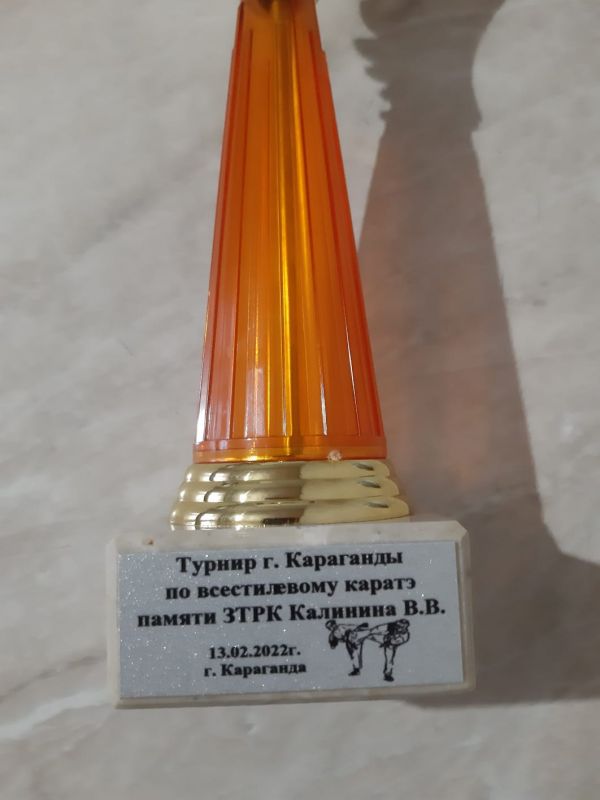 Турнир г. Караганды
по всестилевому каратэ
памяти ЗТРК Калинина В.В.
13.02.2022г.
г. Караганда